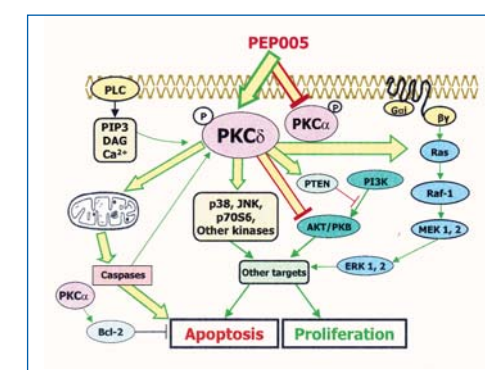 PEP005
PLC
PIP3
DAG
Ca²⁺
P
PKCδ
P
PKCα
Gαi
βγ
Ras
PTEN
PI3K
Raf-1
p38, JNK,
p70S6,
Other kinases
AKT/PKB
MEK 1, 2
Caspases
Other targets
ERK 1, 2
PKCα
Bcl-2
Apoptosis
Proliferation